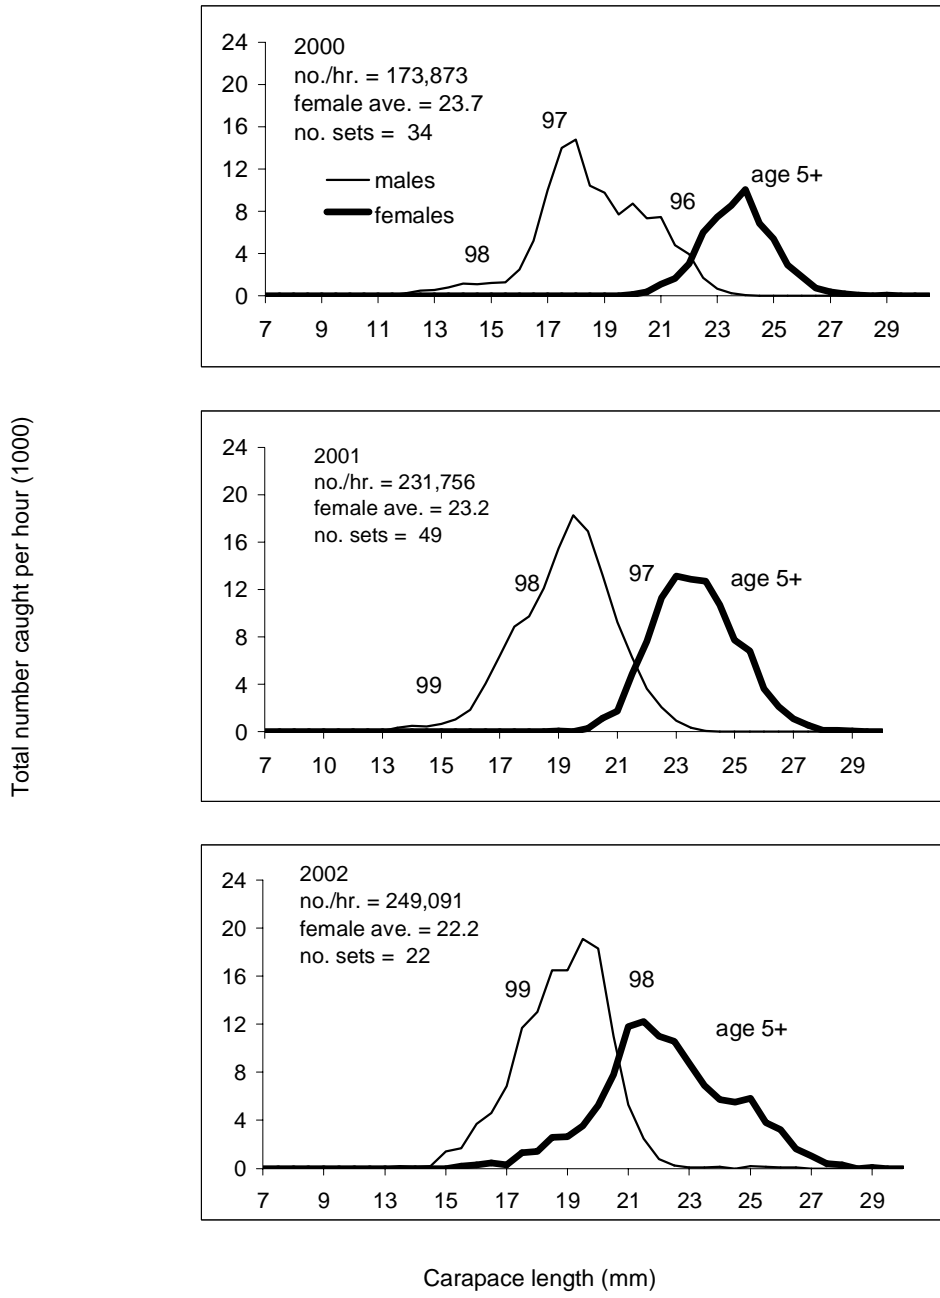 Total number caught per hour (1000)
2000
no./hr. = 173,873
female ave. = 23.7
no. sets = 34
males
females
98
97
96
age 5+
24
20
16
12
8
4
0
7 9 11 13 15 17 19 21 23 25 27 29
2001
no./hr. = 231,756
female ave. = 23.2
no. sets = 49
99
98
97
age 5+
24
20
16
12
8
4
0
7 10 13 13 15 17 19 21 23 25 27 29
2002
no./hr. = 249,091
female ave. = 22.2
no. sets = 22
99
98
age 5+
24
20
16
12
8
4
0
7 9 11 13 17 19 21 23 25 27 29
Carapace length (mm)